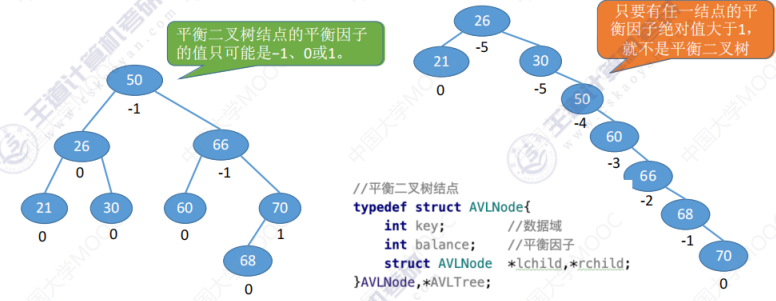 平衡二叉树结点的平衡因子
的值只可能是−1、0或1。
50
-1
26
0
66
-1
21
0
30
0
60
0
70
1
68
0
只要有任一结点的平
衡因子绝对值大于1，
就不是平衡二叉树
26
-5
21
0
30
-5
50
-4
60
-3
66
-2
68
-1
70
0
//平衡二叉树结点
typedef struct AVLNode{
int key; //数据域
int balance; //平衡因子
struct AVLNode *lchild,*rchild;
}AVLNode,*AVLTree;
王道计算机考研
中国大学MOOC